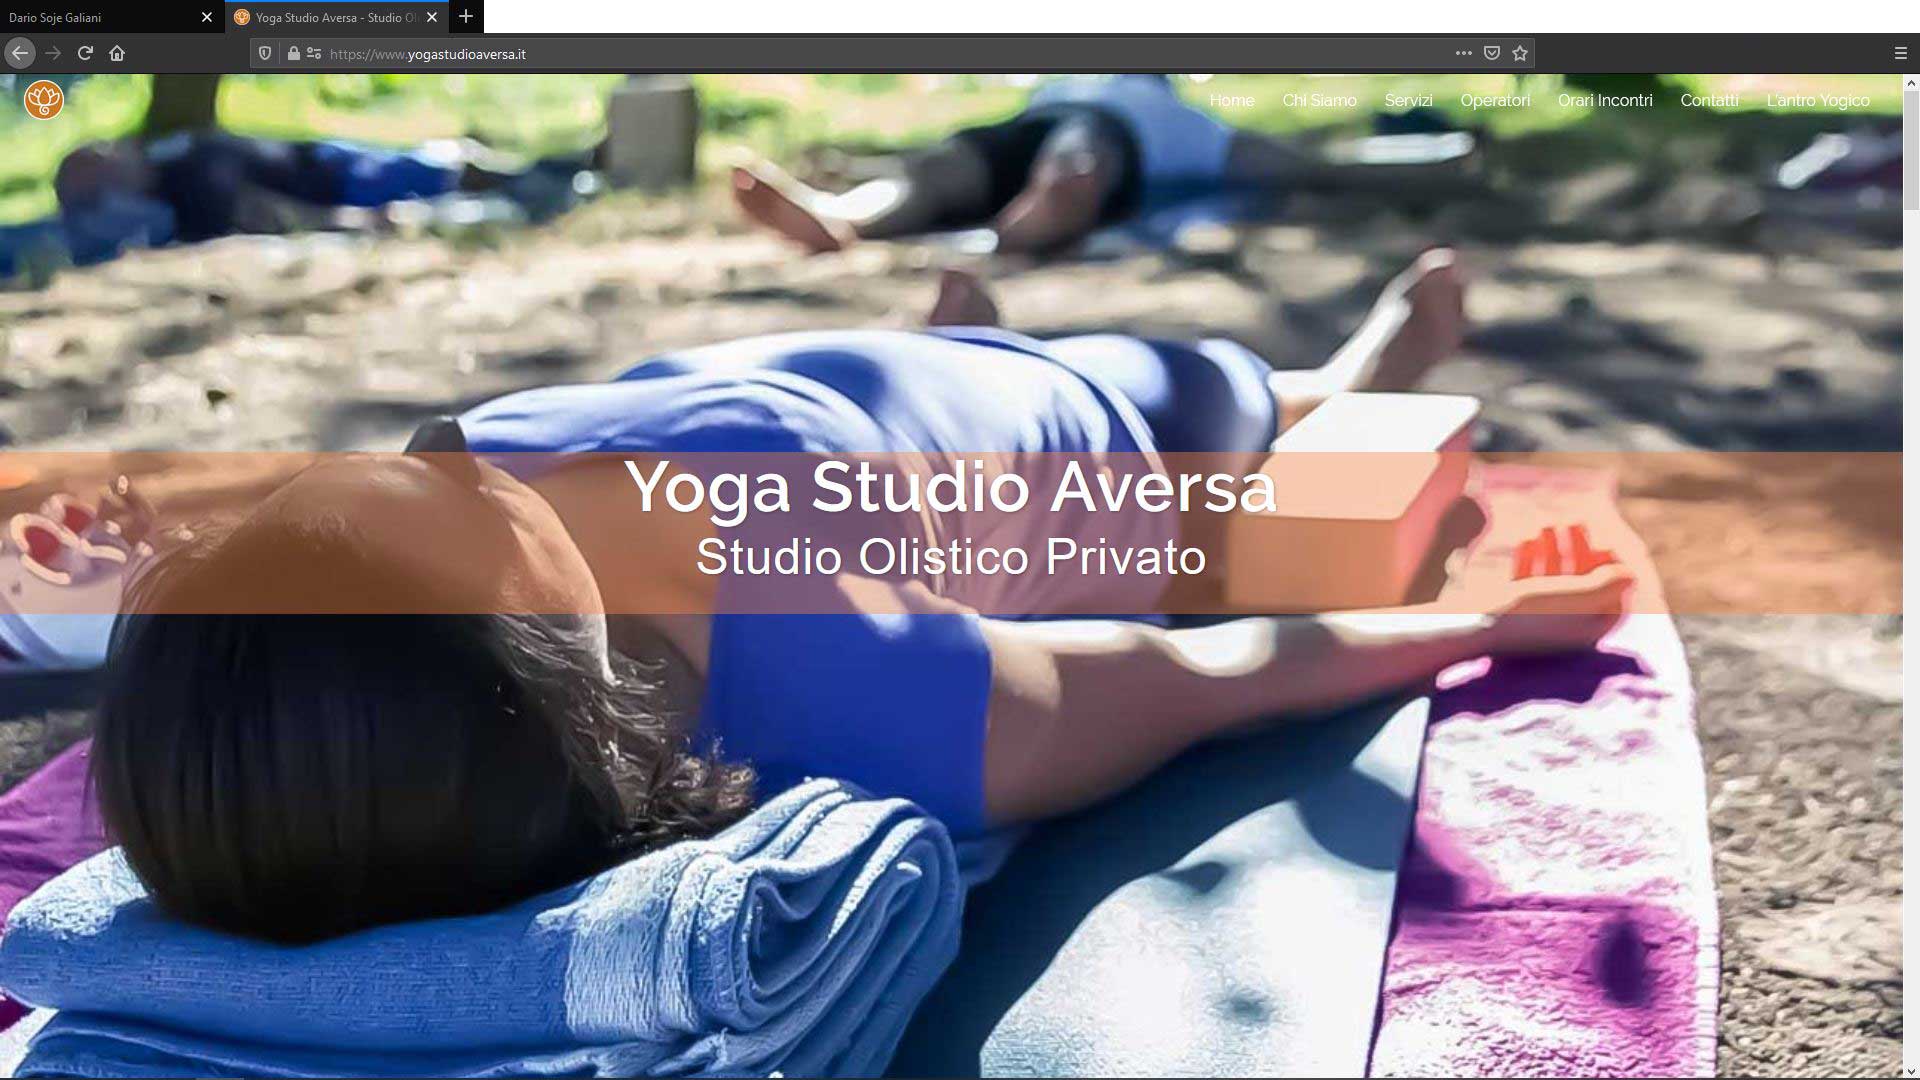 Dario Soje Galiani
Yoga Studio Aversa - Studio Ol
https://www.yogastudioaversa.it
Home Chi Siamo Servizi Operatori Orari Incontri Contatti L'antro Yogico
Yoga Studio Aversa
Studio Olistico Privato